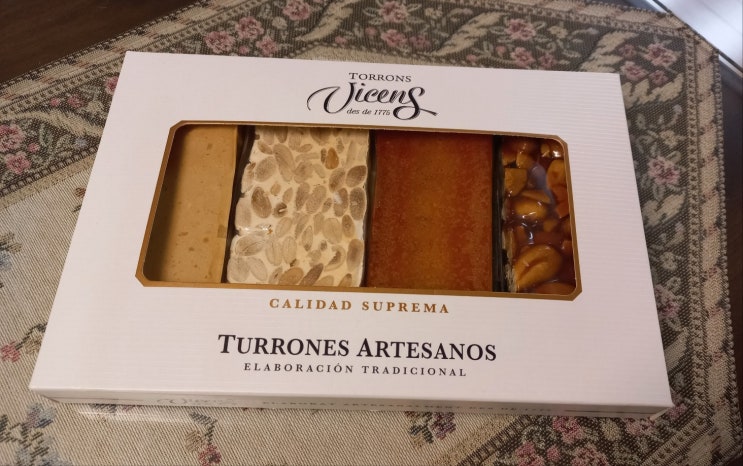 TORRONS
Vicens
des de 1775
CALIDAD SUPREMA
TURRONES ARTESANOS
ELABORACIÓN TRADICIONAL